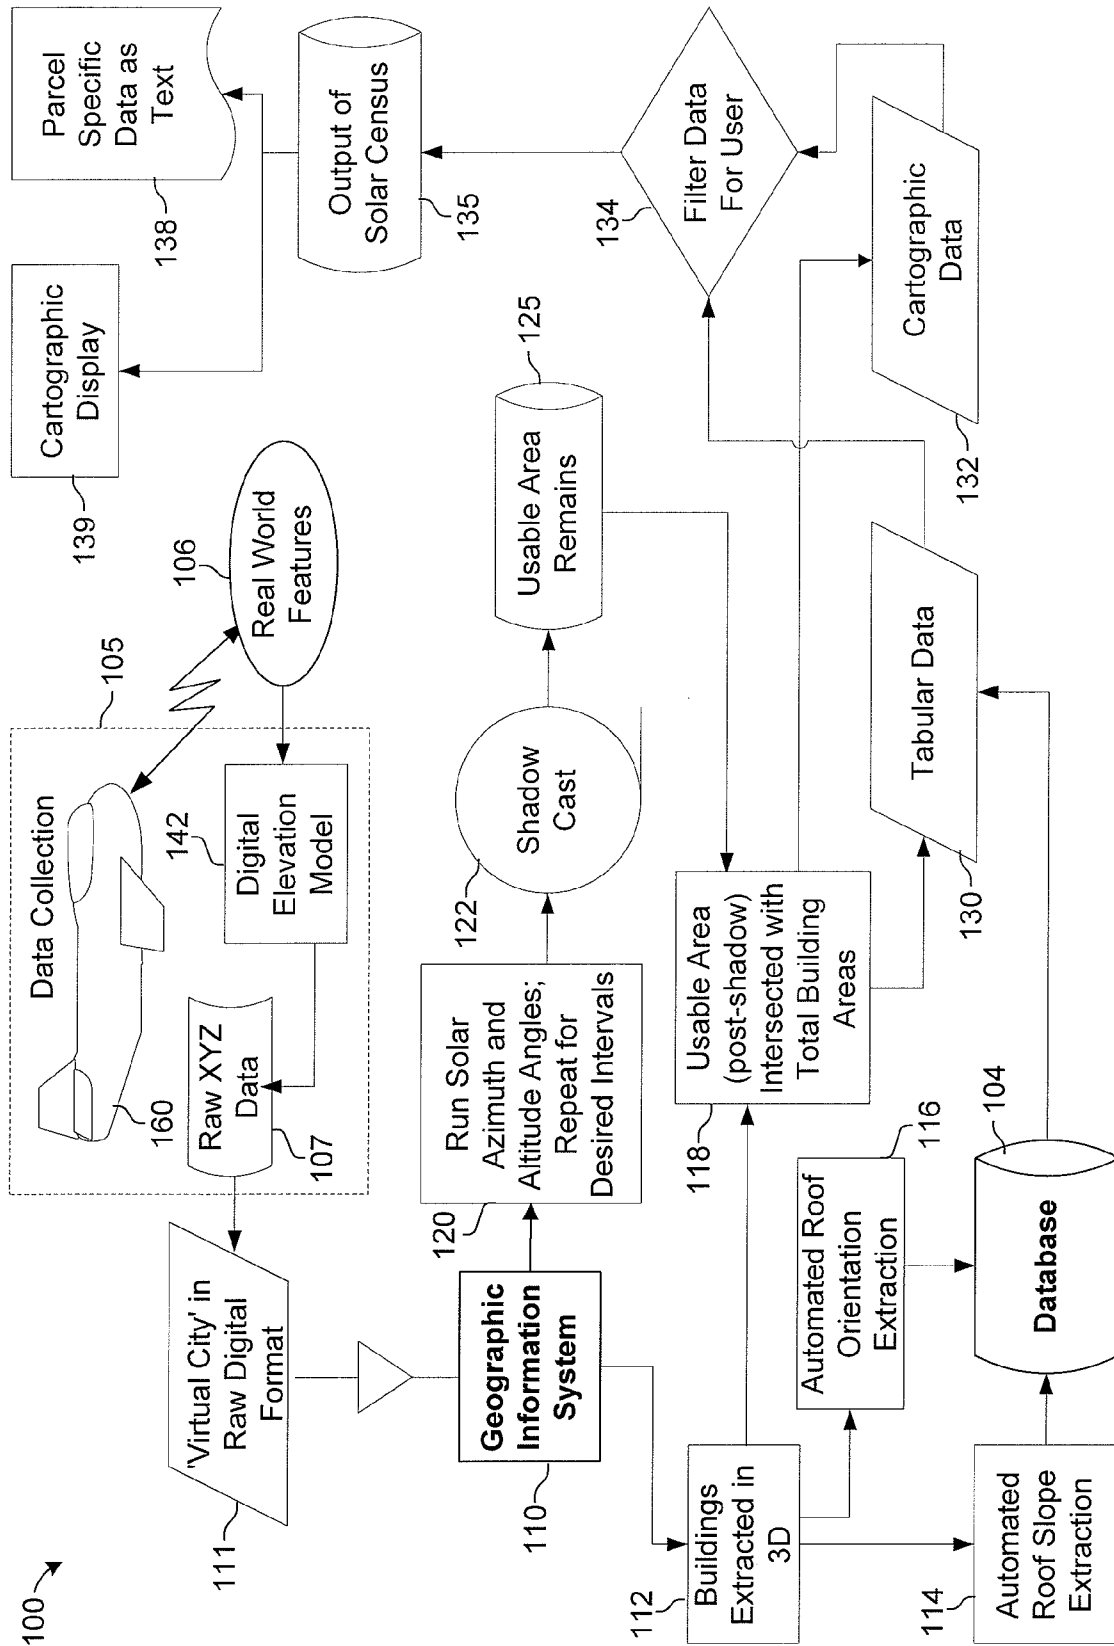 100
Data Collection
105
160
Raw XYZ
Data
107
142
Digital
Elevation
Model
106
Real World
Features
139
Cartographic
Display
138
Parcel
Specific
Data as
Text
'Virtual City' in
Raw Digital
Format
111
Geographic
Information
System
110
Run Solar
Azimuth and
Altitude Angles;
Repeat for
Desired Intervals
120
Shadow
Cast
122
Usable Area
Remains
125
Output of
Solar Census
135
Buildings
Extracted in
3D
112
Usable Area
(post-shadow)
Intersected with
Total Building
Areas
118
Filter Data
For User
134
Automated Roof
Orientation
Extraction
116
Automated
Roof Slope
Extraction
114
Database
104
Tabular Data
130
Cartographic
Data
132